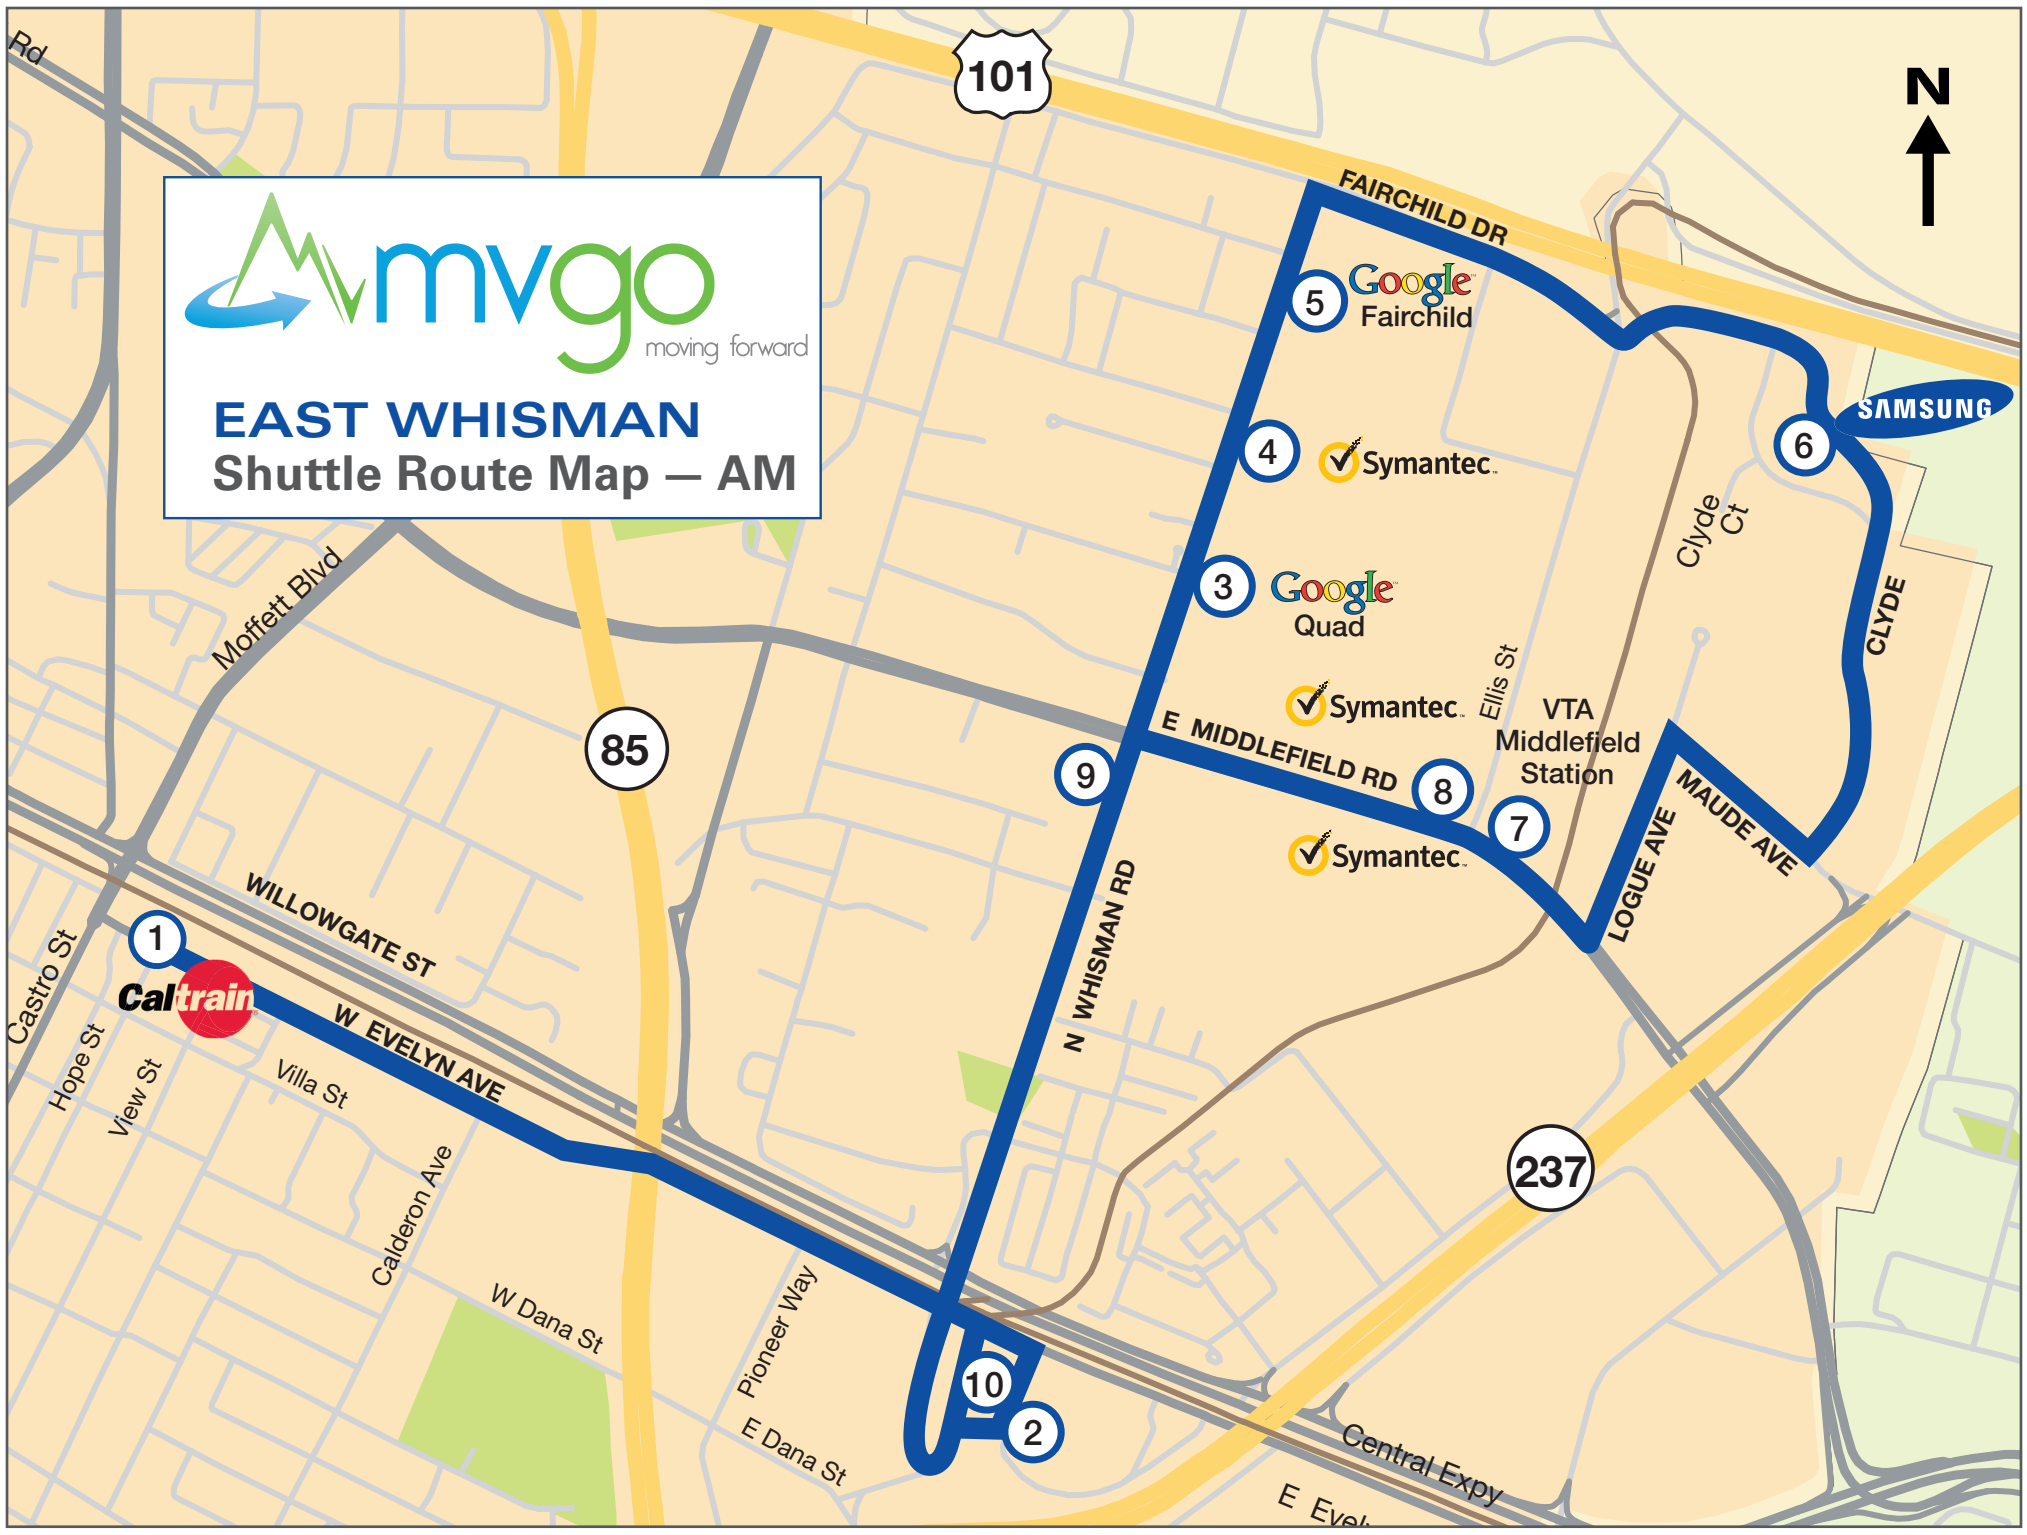 Rd
101
N
mvgo
moving forward
EAST WHISMAN
Shuttle Route Map — AM
FAIRCHILD DR
5
Google
Fairchild
SAMSUNG
6
4
Symantec
Clyde
Ct
Moffett Blvd
3
Google
Quad
CLYDE
Ellis St
Symantec
VTA
Middlefield
Station
E MIDDLEFIELD RD
85
9
8
7
MAUDE AVE
LOGUE AVE
Symantec
WILLOWGATE ST
N WHISMAN RD
1
Caltrain
Castro St
W EVELYN AVE
Hope St
View St
Villa St
Calderon Ave
237
W Dana St
Pioneer Way
10
2
E Dana St
Central Expy
E Evel